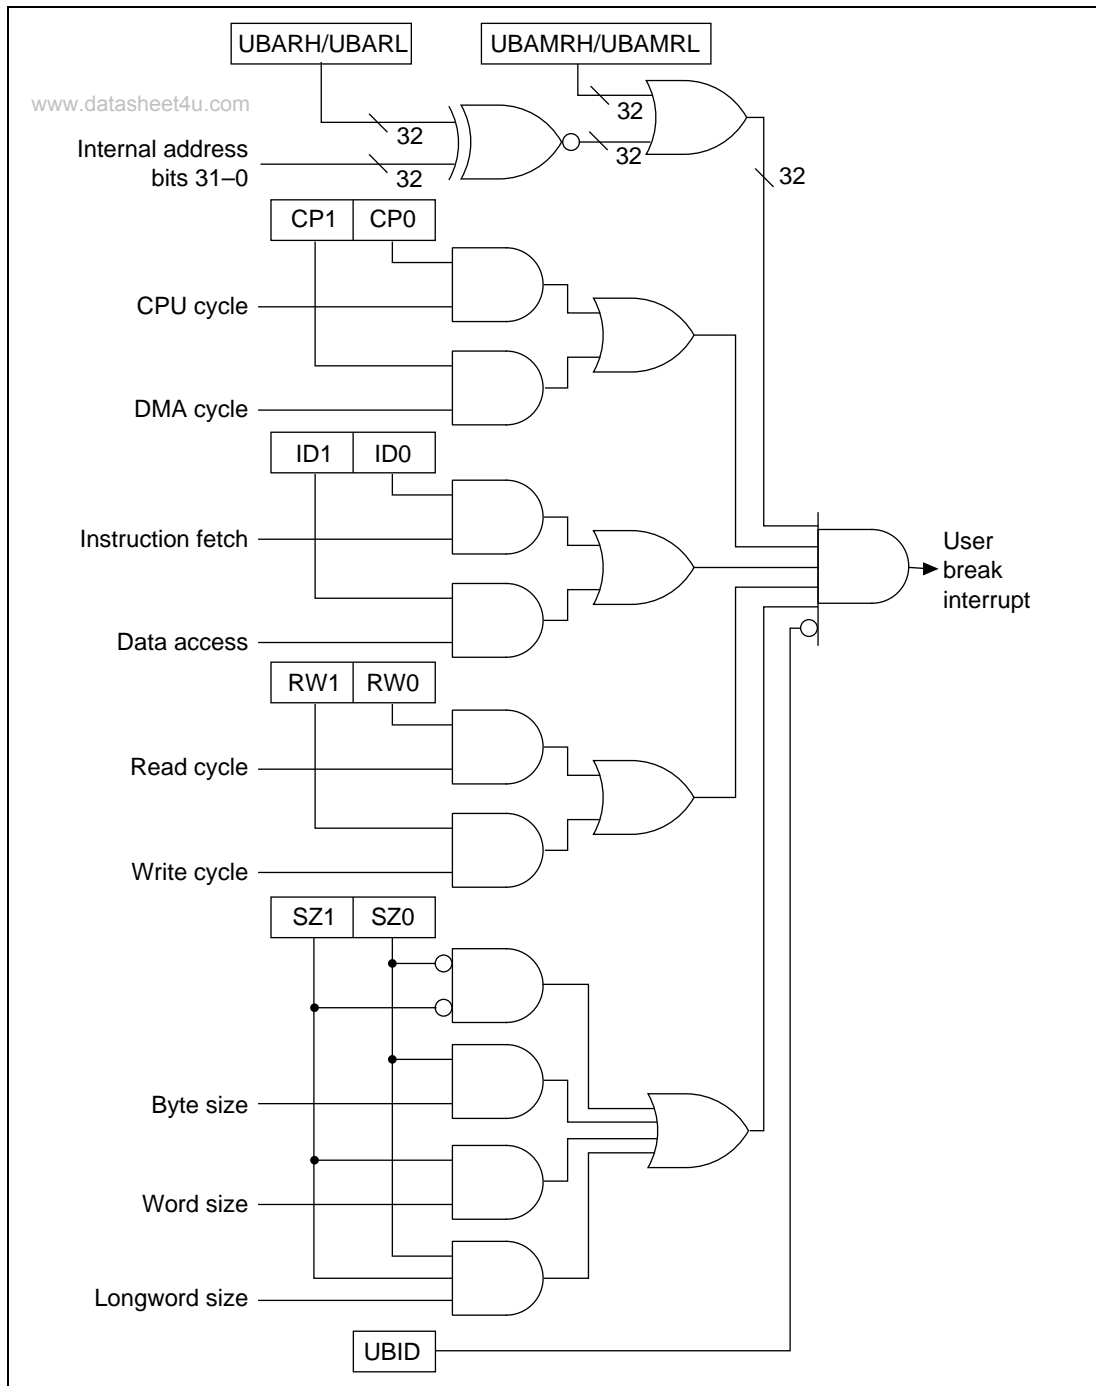 UBARH/UBARL
UBAMRH/UBAMRL
www.datasheet4u.com
32
32
32
32
Internal address
bits 31–0
32
CP1
CP0
CPU cycle
DMA cycle
ID1
ID0
Instruction fetch
Data access
User
break
interrupt
RW1
RW0
Read cycle
Write cycle
SZ1
SZ0
Byte size
Word size
Longword size
UBID